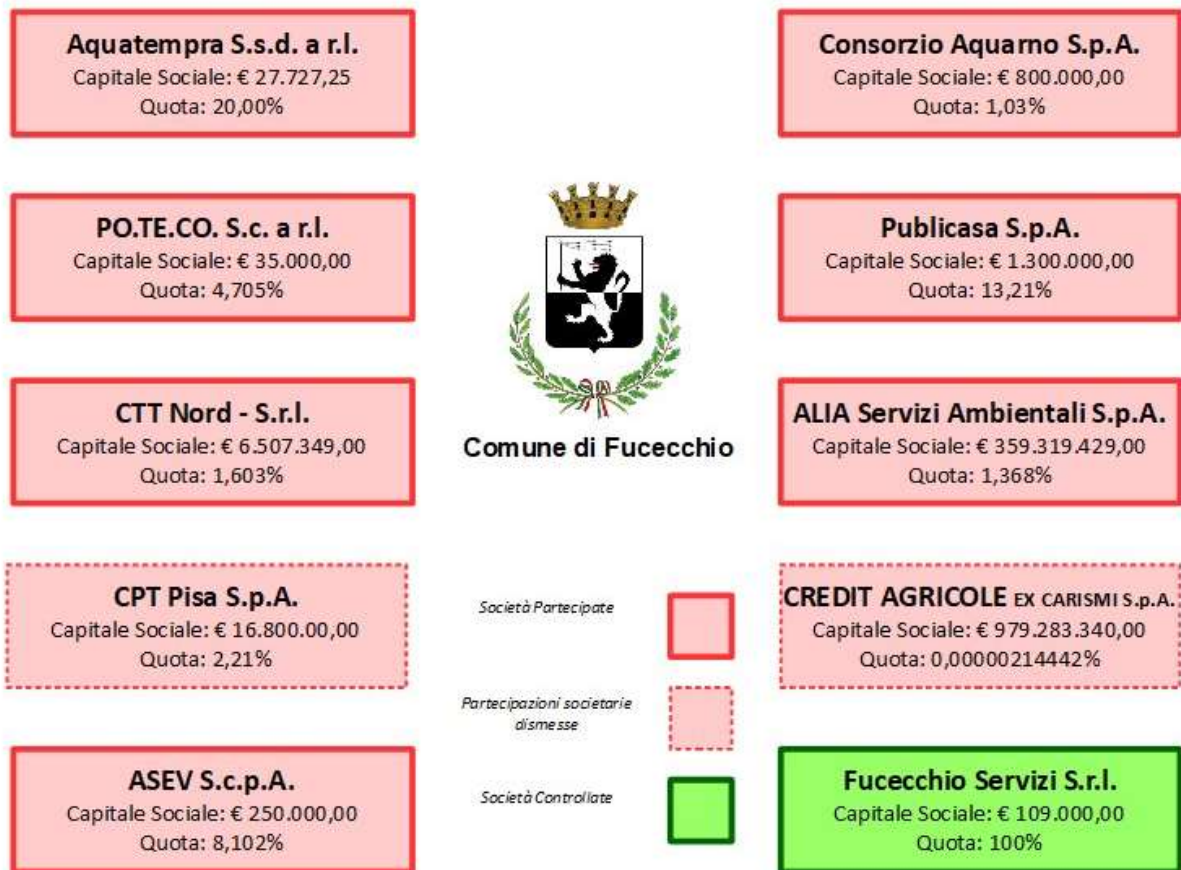 Aquatempra S.s.d. a r.l.
Capitale Sociale: € 27.727,25
Quota: 20,00%
Consorzio Aquarno S.p.A.
Capitale Sociale: € 800.000,00
Quota: 1,03%
PO.TE.CO. S.c. a r.l.
Capitale Sociale: € 35.000,00
Quota: 4,705%
Publicasa S.p.A.
Capitale Sociale: € 1.300.000,00
Quota: 13,21%
CTT Nord - S.r.l.
Capitale Sociale: € 6.507.349,00
Quota: 1,603%
Comune di Fucecchio
ALIA Servizi Ambientali S.p.A.
Capitale Sociale: € 359.319.429,00
Quota: 1,368%
CPT Pisa S.p.A.
Capitale Sociale: € 16.800.00,00
Quota: 2,21%
Società Partecipate
Partecipazioni societarie
dismesse
Società Controllate
CREDIT AGRICOLE EX CARISMI S.p.A.
Capitale Sociale: € 979.283.340,00
Quota: 0,00000214442%
ASEV S.c.p.A.
Capitale Sociale: € 250.000,00
Quota: 8,102%
Fucecchio Servizi S.r.l.
Capitale Sociale: € 109.000,00
Quota: 100%